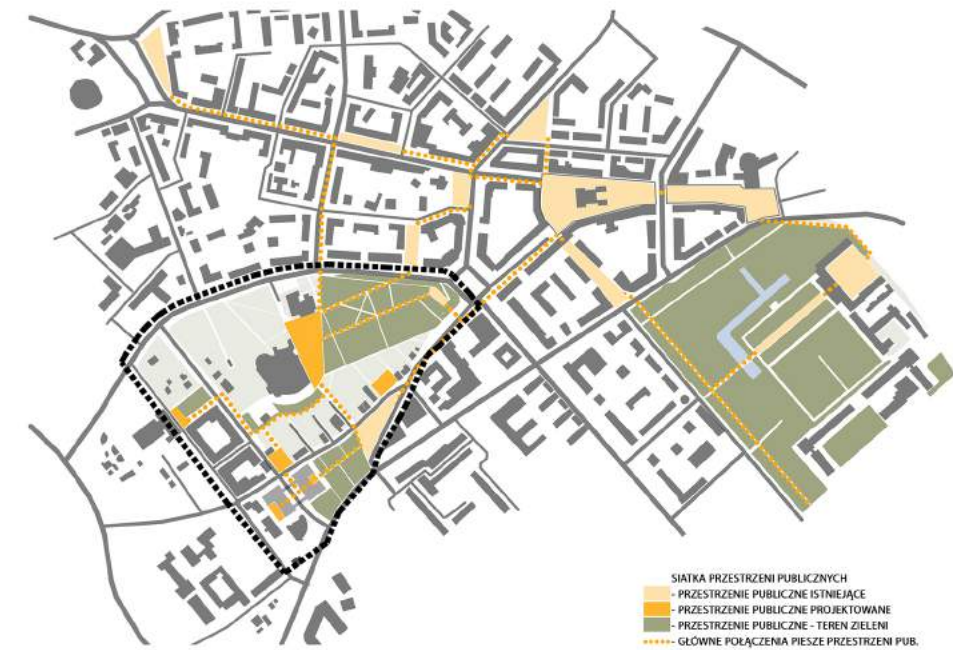 SIATKA PRZESTRZENI PUBLICZNYCH
- PRZESTRZENIE PUBLICZNE ISTNIEJĄCE
- PRZESTRZENIE PUBLICZNE PROJEKTOWANE
- PRZESTRZENIE PUBLICZNE - TEREN ZIELENI
- GŁÓWNE POŁĄCZENIA PIESZE PRZESTRZENI PUB.